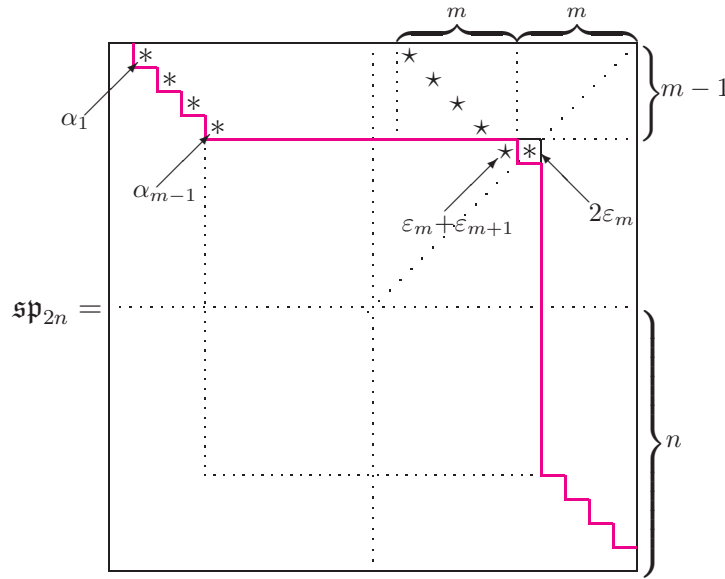 m m
* ⋆
* ⋆ m − 1
* ⋆
α₁ * ⋆
⋆ *
αₘ₋₁
εₘ+εₘ₊₁ 2εₘ
𝔰𝔭₂ₙ =
n